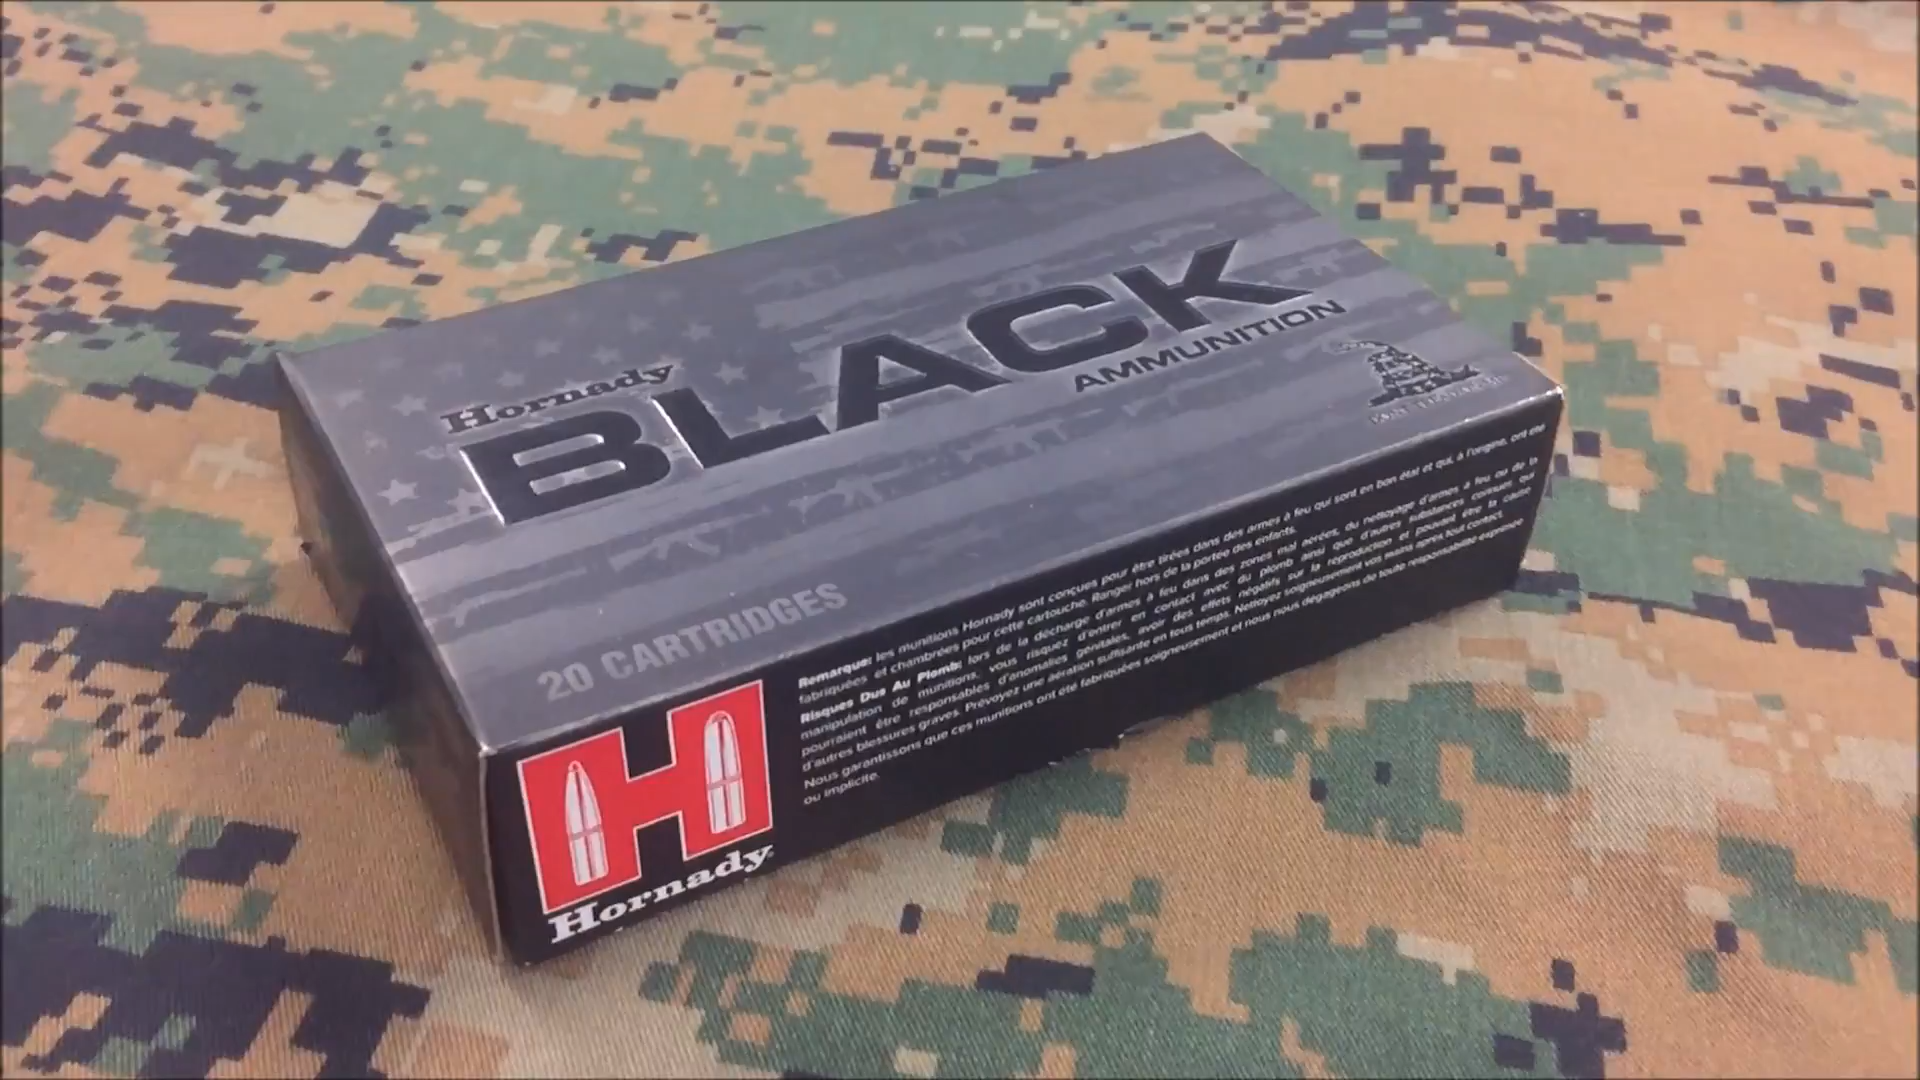 Hornady
BLACK
AMMUNITION
20 CARTRIDGES
H
Hornady
Remarque: les munitions Hornady sont conçues pour être tirées dans des armes à feu qui sont en bon état et qui, à l'origine, ont été
fabriquées et chambrées pour cette cartouche. Ranger hors de la portée des enfants.
Risques Dus Au Plomb: lors de la décharge d'armes à feu dans des zones mal aérées, du nettoyage d'armes à feu ou de la
manipulation de munitions, vous risquez d'entrer en contact avec du plomb ainsi que d'autres substances connues qui
pourraient être responsables d'anomalies génitales, avoir des effets négatifs sur la reproduction et pouvant être la cause
d'autres blessures graves. Prévoyez une aération suffisante en tous temps. Nettoyez soigneusement vos mains après tout contact.
Nous garantissons que ces munitions ont été fabriquées soigneusement et nous nous dégageons de toute responsabilité exprimée
ou implicite.